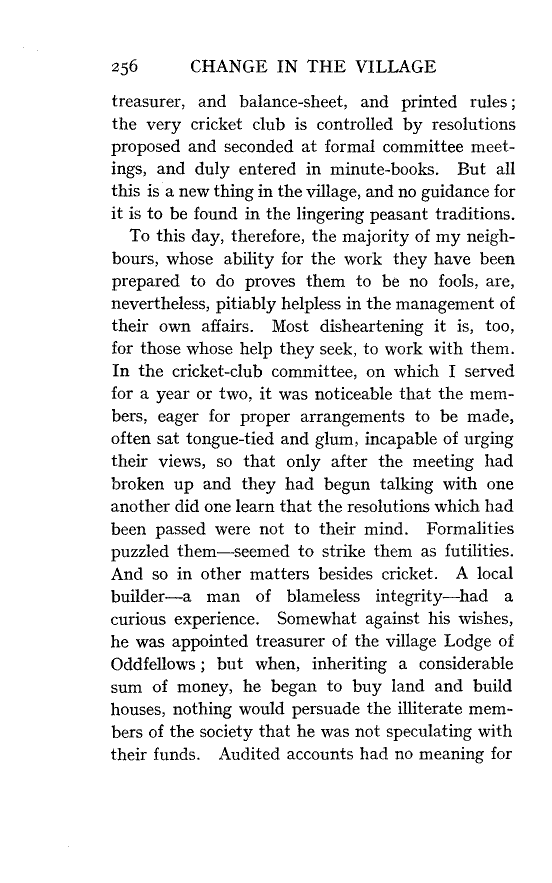 256 CHANGE IN THE VILLAGE
treasurer, and balance-sheet, and printed rules ;
the very cricket club is controlled by resolutions
proposed and seconded at formal committee meet-
ings, and duly entered in minute-books. But all
this is a new thing in the village, and no guidance for
it is to be found in the lingering peasant traditions.
To this day, therefore, the majority of my neigh-
bours, whose ability for the work they have been
prepared to do proves them to be no fools, are,
nevertheless, pitiably helpless in the management of
their own affairs. Most disheartening it is, too,
for those whose help they seek, to work with them.
In the cricket-club committee, on which I served
for a year or two, it was noticeable that the mem-
bers, eager for proper arrangements to be made,
often sat tongue-tied and glum, incapable of urging
their views, so that only after the meeting had
broken up and they had begun talking with one
another did one learn that the resolutions which had
been passed were not to their mind. Formalities
puzzled them—seemed to strike them as futilities.
And so in other matters besides cricket. A local
builder—a man of blameless integrity—had a
curious experience. Somewhat against his wishes,
he was appointed treasurer of the village Lodge of
Oddfellows ; but when, inheriting a considerable
sum of money, he began to buy land and build
houses, nothing would persuade the illiterate mem-
bers of the society that he was not speculating with
their funds. Audited accounts had no meaning for